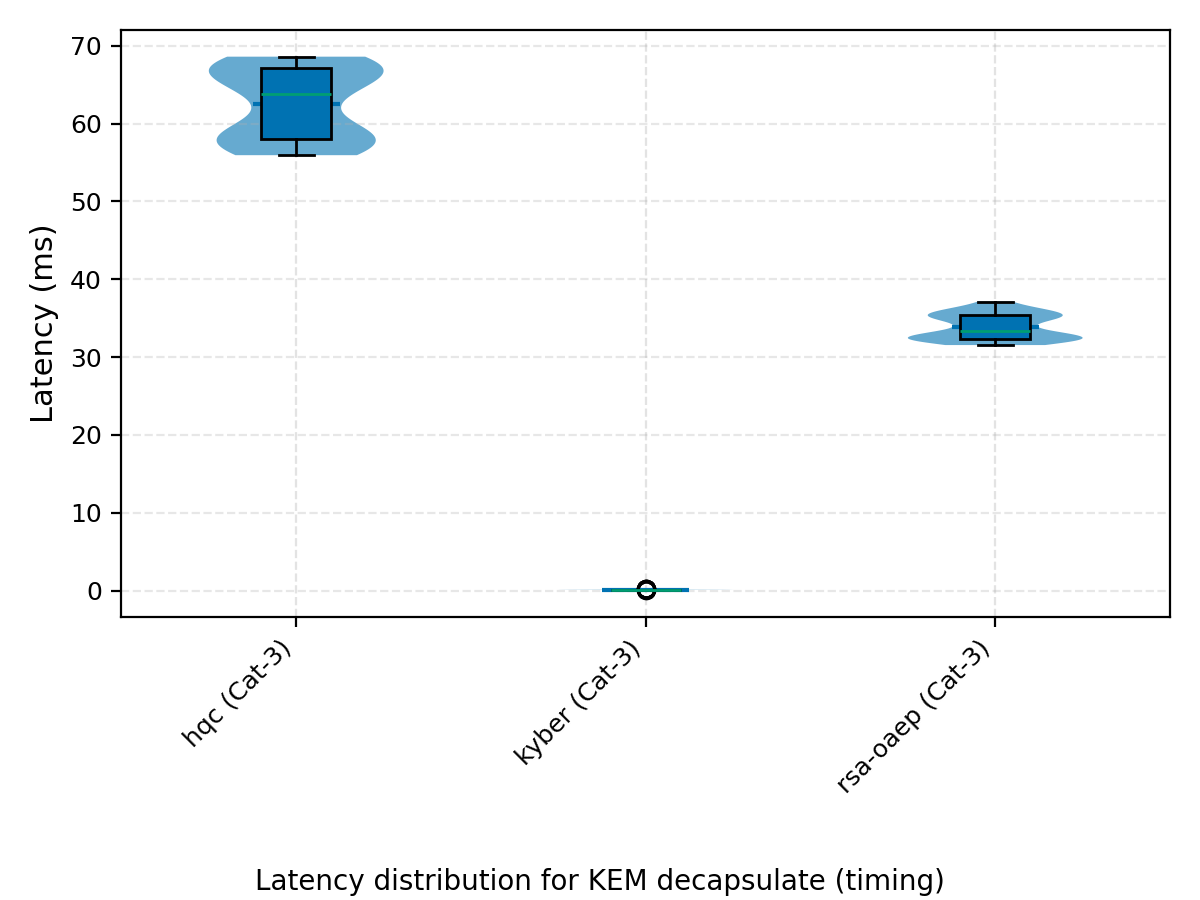 Latency (ms)
70
60
50
40
30
20
10
0
hqc (Cat-3)
kyber (Cat-3)
rsa-oaep (Cat-3)
Latency distribution for KEM decapsulate (timing)